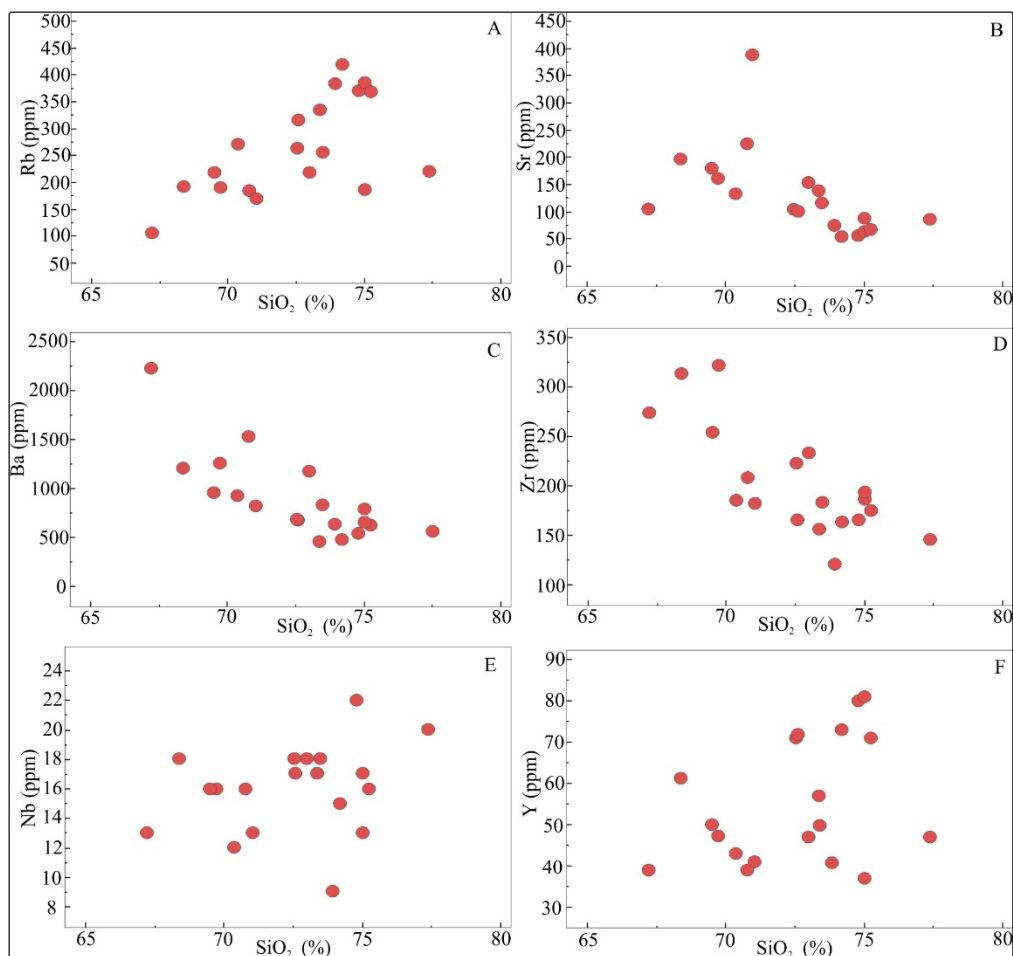 A
500
450
400
350
300
250
200
150
100
50
Rb (ppm)
65 70 75 80
SiO₂ (%)
B
450
400
350
300
250
200
150
100
50
0
Sr (ppm)
65 70 75 80
SiO₂ (%)
C
2500
1500
1000
500
0
Ba (ppm)
65 70 75 80
SiO₂ (%)
D
350
300
250
200
150
100
Zr (ppm)
65 70 75 80
SiO₂ (%)
E
24
22
20
18
16
14
12
10
8
Nb (ppm)
65 70 75 80
SiO₂ (%)
F
90
80
70
60
50
40
30
Y (ppm)
65 70 75 80
SiO₂ (%)